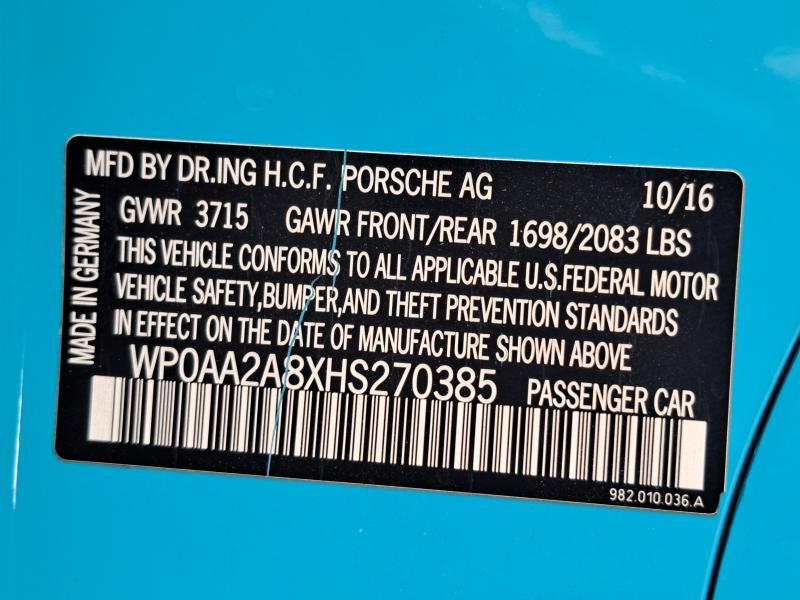 MFD BY DR.ING H.C.F. PORSCHE AG 10/16
GVWR 3715 GAWR FRONT/REAR 1698/2083 LBS
THIS VEHICLE CONFORMS TO ALL APPLICABLE U.S.FEDERAL MOTOR
VEHICLE SAFETY,BUMPER,AND THEFT PREVENTION STANDARDS
IN EFFECT ON THE DATE OF MANUFACTURE SHOWN ABOVE
WP0AA2A8XHS270385 PASSENGER CAR
MADE IN GERMANY
982.010.036.A